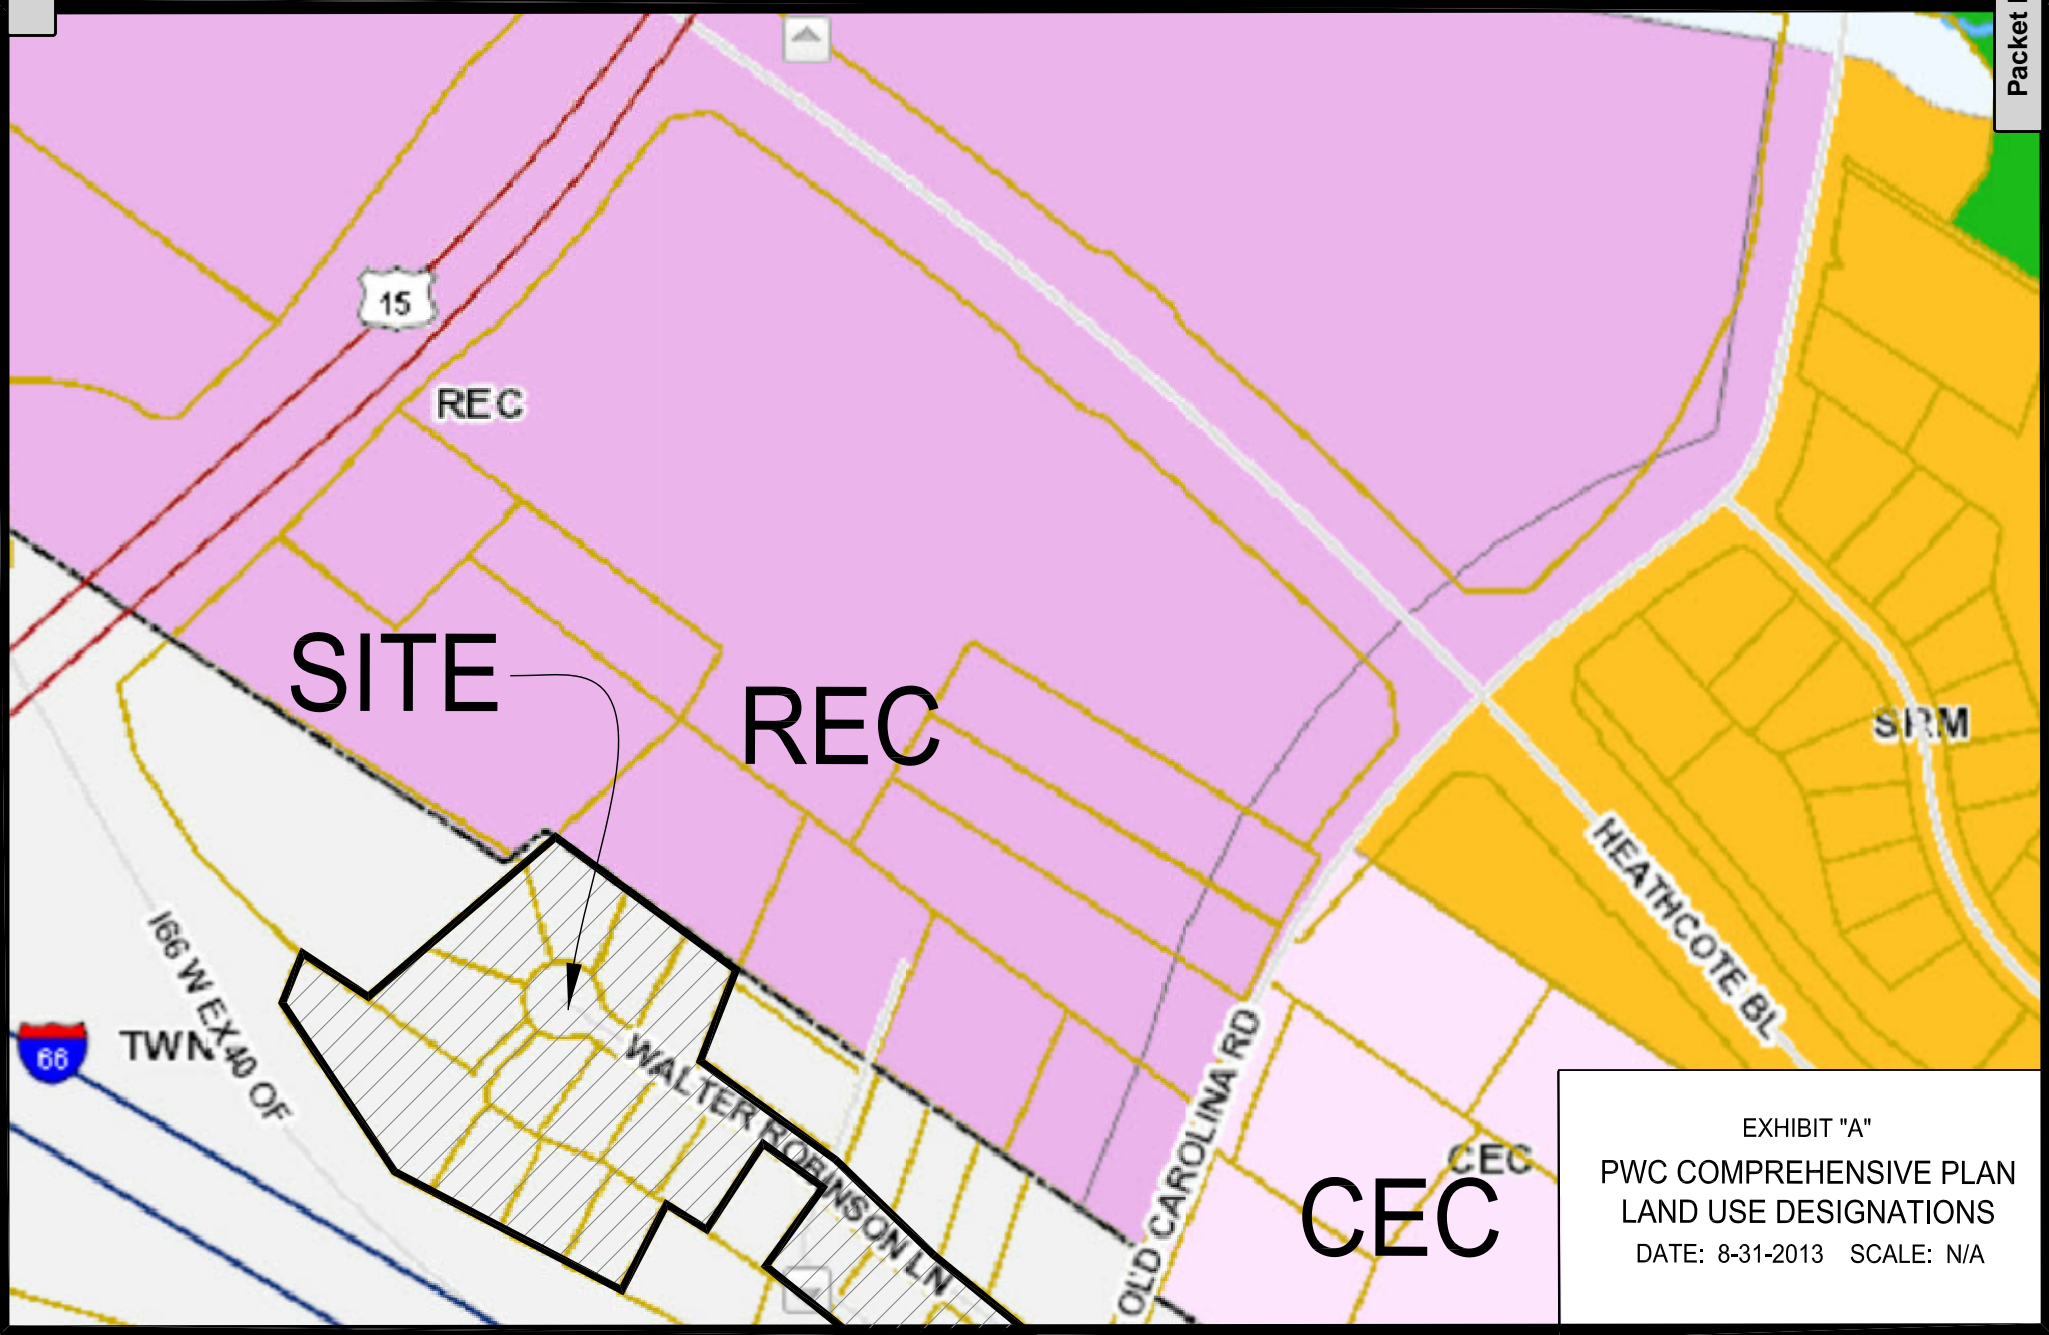 Packet
15
REC
SITE
REC
SRM
HEATHCOTE BL
I66 W EX40 OF
66
TWN
WALTER ROBINSON LN
OLD CAROLINA RD
CEC
CEC
EXHIBIT "A"
PWC COMPREHENSIVE PLAN
LAND USE DESIGNATIONS
DATE: 8-31-2013 SCALE: N/A